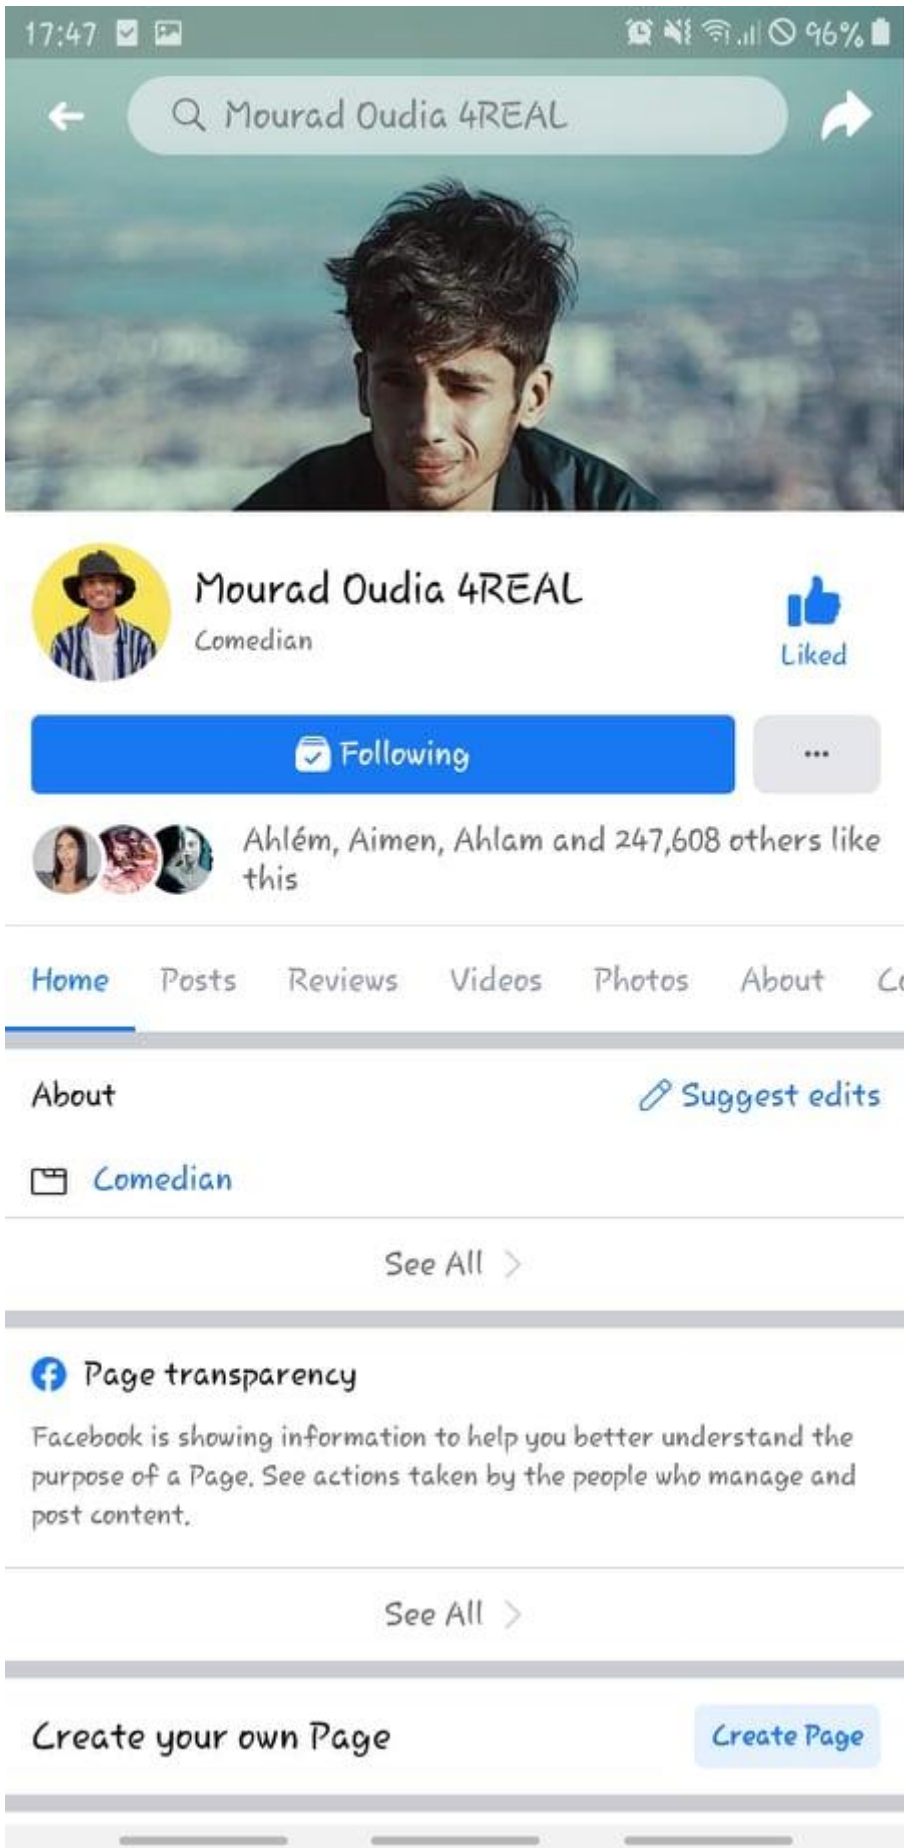 17:47 96%
Mourad Oudia 4REAL
Mourad Oudia 4REAL
Comedian
Liked
Following
Ahlém, Aimen, Ahlam and 247,608 others like
this
Home Posts Reviews Videos Photos About Co
About Suggest edits
Comedian
See All
Page transparency
Facebook is showing information to help you better understand the
purpose of a Page. See actions taken by the people who manage and
post content.
See All
Create your own Page Create Page